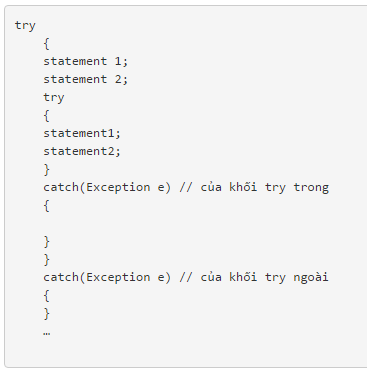 try
{
statement 1;
statement 2;
try
{
statement1;
statement2;
}
catch(Exception e) // của khối try trong
{
}
}
catch(Exception e) // của khối try ngoài
{
}
…